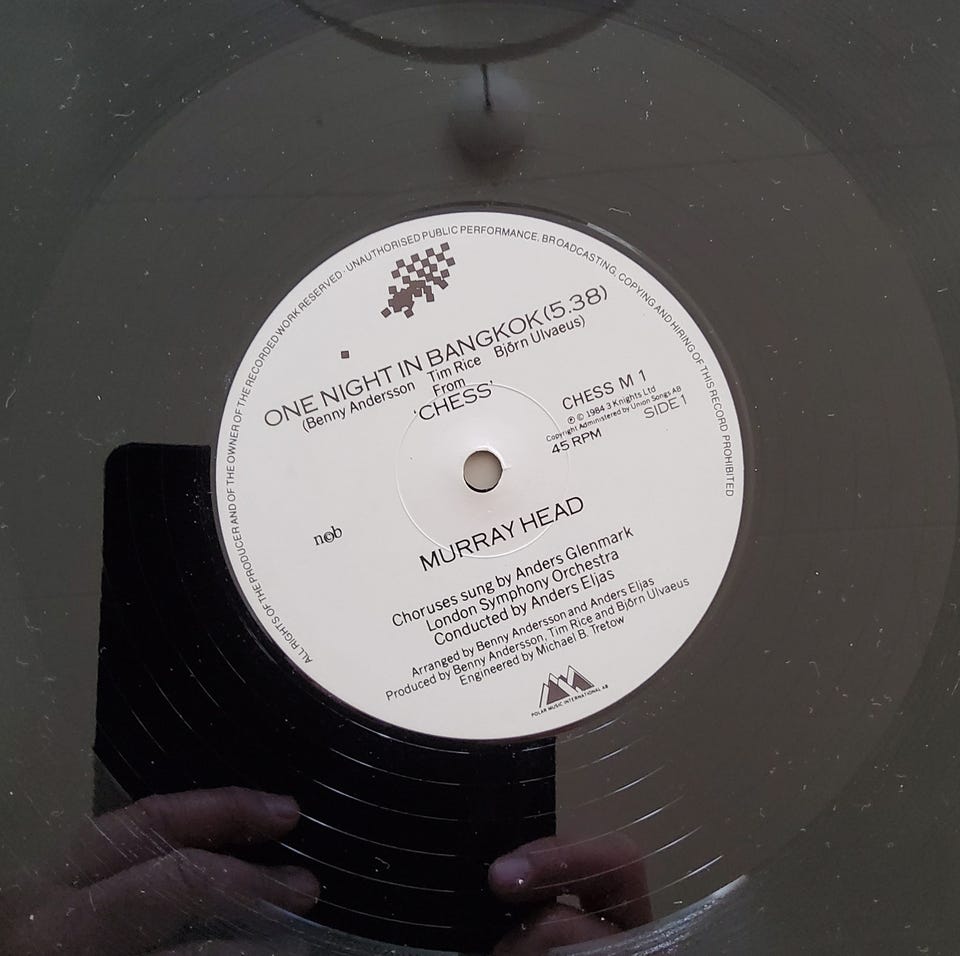 ALL RIGHTS OF THE PRODUCER AND OF THE OWNER OF THE RECORDED WORK RESERVED · UNAUTHORISED PUBLIC PERFORMANCE, BROADCASTING, COPYING AND HIRING OF THIS RECORD PROHIBITED
ONE NIGHT IN BANGKOK (5.38)
(Benny Andersson Tim Rice Björn Ulvaeus)
From
'CHESS'
CHESS M 1
Ⓟ © 1984 3 Knights Ltd
Copyright Administered by Union Songs AB
SIDE 1
45 RPM
ncb
MURRAY HEAD
Choruses sung by Anders Glenmark
London Symphony Orchestra
Conducted by Anders Eljas
Arranged by Benny Andersson and Anders Eljas
Produced by Benny Andersson, Tim Rice and Björn Ulvaeus
Engineered by Michael B. Tretow
POLAR MUSIC INTERNATIONAL AB